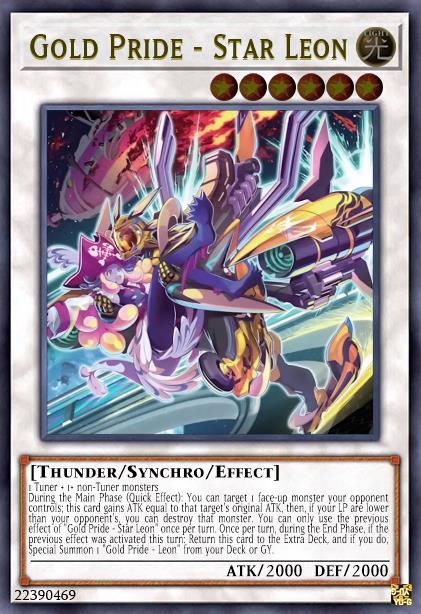 GOLD PRIDE - STAR LEON
LIGHT
光
[THUNDER/SYNCHRO/EFFECT]
1 Tuner + 1+ non-Tuner monsters
During the Main Phase (Quick Effect): You can target 1 face-up monster your opponent
controls; this card gains ATK equal to that target's original ATK, then, if your LP are lower
than your opponent's, you can destroy that monster. You can only use the previous
effect of "Gold Pride - Star Leon" once per turn. Once per turn, during the End Phase, if the
previous effect was activated this turn: Return this card to the Extra Deck, and if you do,
Special Summon 1 "Gold Pride - Leon" from your Deck or GY.
ATK/2000 DEF/2000
22390469